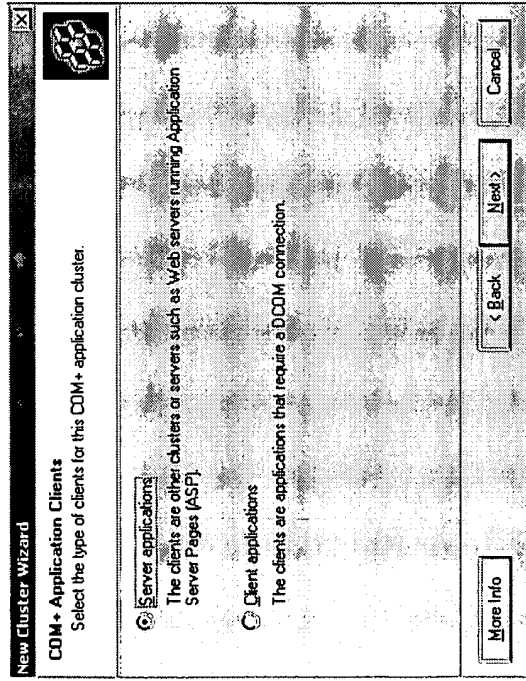 New Cluster Wizard
COM+ Application Clients
Select the type of clients for this COM+ application cluster.
Server applications
The clients are other clusters or servers such as Web servers running Application
Server Pages (ASP).
Client applications
The clients are applications that require a DCOM connection.
More Info
< Back
Next >
Cancel